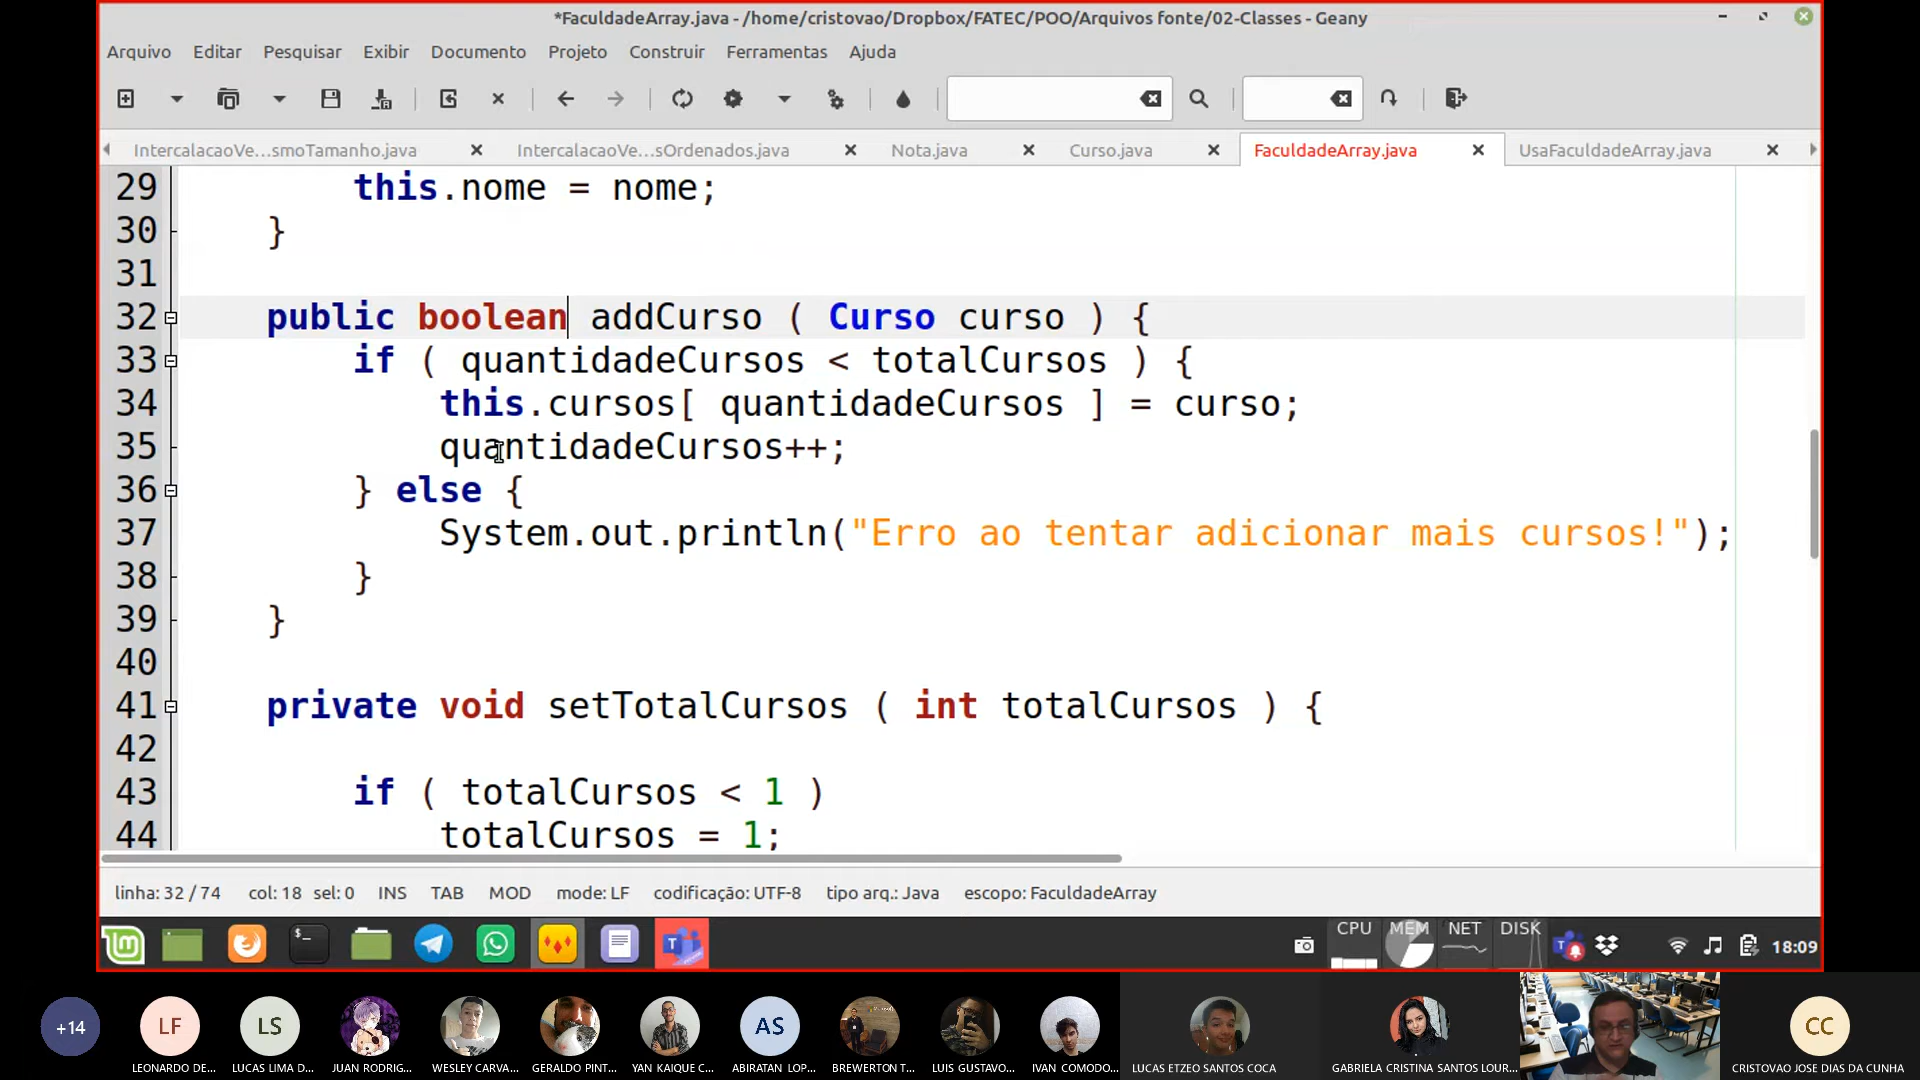 *FaculdadeArray.java - /home/cristovao/Dropbox/FATEC/POO/Arquivos fonte/02-Classes - Geany
Arquivo Editar Pesquisar Exibir Documento Projeto Construir Ferramentas Ajuda
IntercalacaoVe...smoTamanho.java IntercalacaoVe...sOrdenados.java Nota.java Curso.java FaculdadeArray.java UsaFaculdadeArray.java
29 this.nome = nome;
30 }
31
32 public boolean addCurso ( Curso curso ) {
33 if ( quantidadeCursos < totalCursos ) {
34 this.cursos[ quantidadeCursos ] = curso;
35 quantidadeCursos++;
36 } else {
37 System.out.println("Erro ao tentar adicionar mais cursos!");
38 }
39 }
40
41 private void setTotalCursos ( int totalCursos ) {
42
43 if ( totalCursos < 1 )
44 totalCursos = 1;
linha: 32 / 74 col: 18 sel: 0 INS TAB MOD mode: LF codificação: UTF-8 tipo arq.: Java escopo: FaculdadeArray
CPU MEM NET DISK 18:09
+14 LF LS AS CC
LEONARDO DE... LUCAS LIMA D... JUAN RODRIG... WESLEY CARVA... GERALDO PINT... YAN KAIQUE C... ABIRATAN LOP... BREWERTON T... LUIS GUSTAVO... IVAN COMODO... LUCAS ETZEO SANTOS COCA GABRIELA CRISTINA SANTOS LOUR... CRISTOVAO JOSE DIAS DA CUNHA